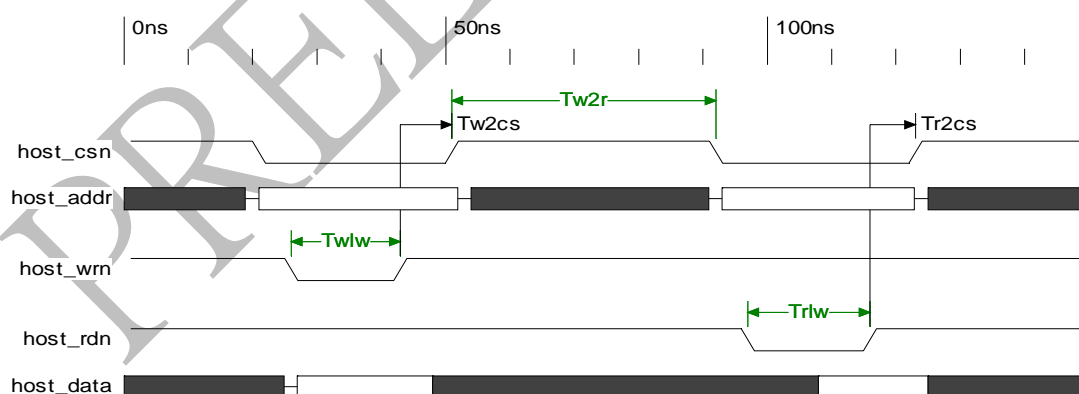 0ns 50ns 100ns
Tw2r
Tw2cs Tr2cs
host_csn
host_addr
Twlw
host_wrn
Trlw
host_rdn
host_data